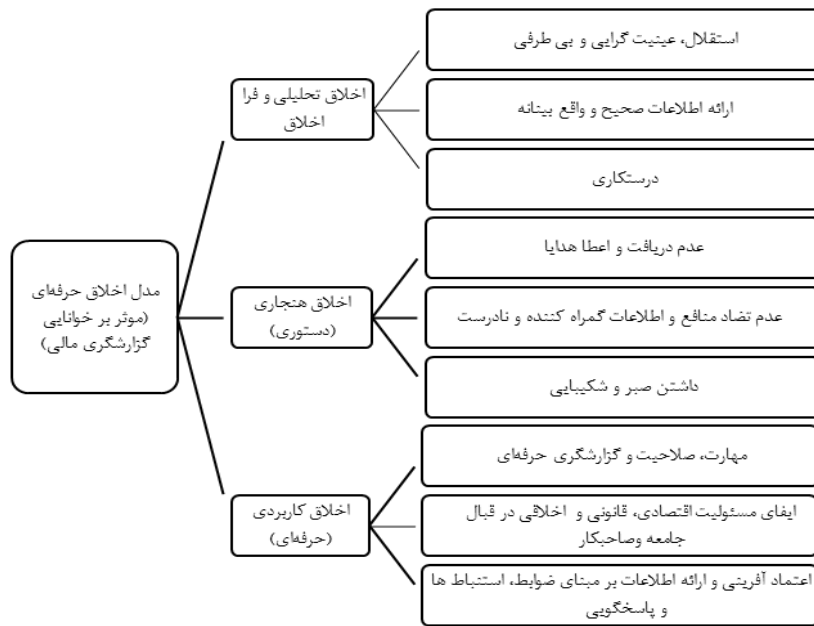 مدل اخلاق حرفه‌ای
(موثر بر خوانایی
گزارشگری مالی)
اخلاق تحلیلی و فرا
اخلاق
استقلال، عینیت گرایی و بی طرفی
ارائه اطلاعات صحیح و واقع بینانه
درستکاری
اخلاق هنجاری
(دستوری)
عدم دریافت و اعطا هدایا
عدم تضاد منافع و اطلاعات گمراه کننده و نادرست
داشتن صبر و شکیبایی
اخلاق کاربردی
(حرفه‌ای)
مهارت، صلاحیت و گزارشگری حرفه‌ای
ایفای مسئولیت اقتصادی، قانونی و اخلاقی در قبال
جامعه وصاحبکار
اعتماد آفرینی و ارائه اطلاعات بر مبنای ضوابط، استنباط ها
و پاسخگویی